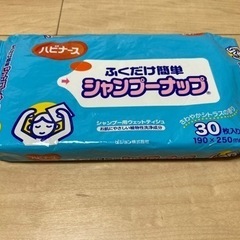 ハビナース
ふくだけ簡単
シャンプーナップ
シャンプー用ウェットティシュ
お肌にやさしい植物性洗浄成分
さわやかシトラスの香り
30枚入り
190×250mm